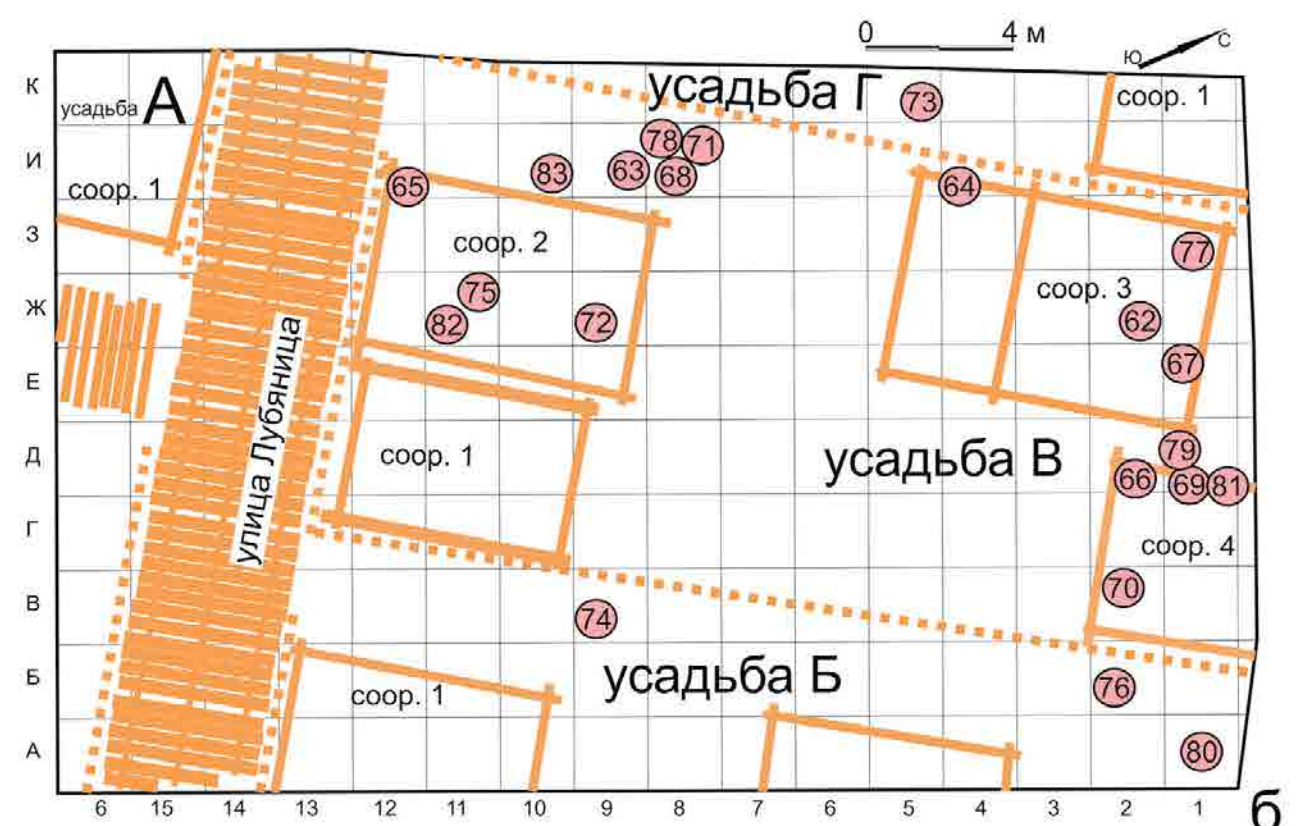 0 4 м
Ю С
К
усадьба А
усадьба Г
73
соор. 1
И
78 71
83 63 68
65
64
соор. 1
З
соор. 2
77
75
соор. 3
Ж
82
72
62
67
Е
улица Лубяница
Д
соор. 1
усадьба В
79
66 69 81
Г
соор. 4
70
В
74
Б
соор. 1
усадьба Б
76
А
80
6 15 14 13 12 11 10 9 8 7 6 5 4 3 2 1
б